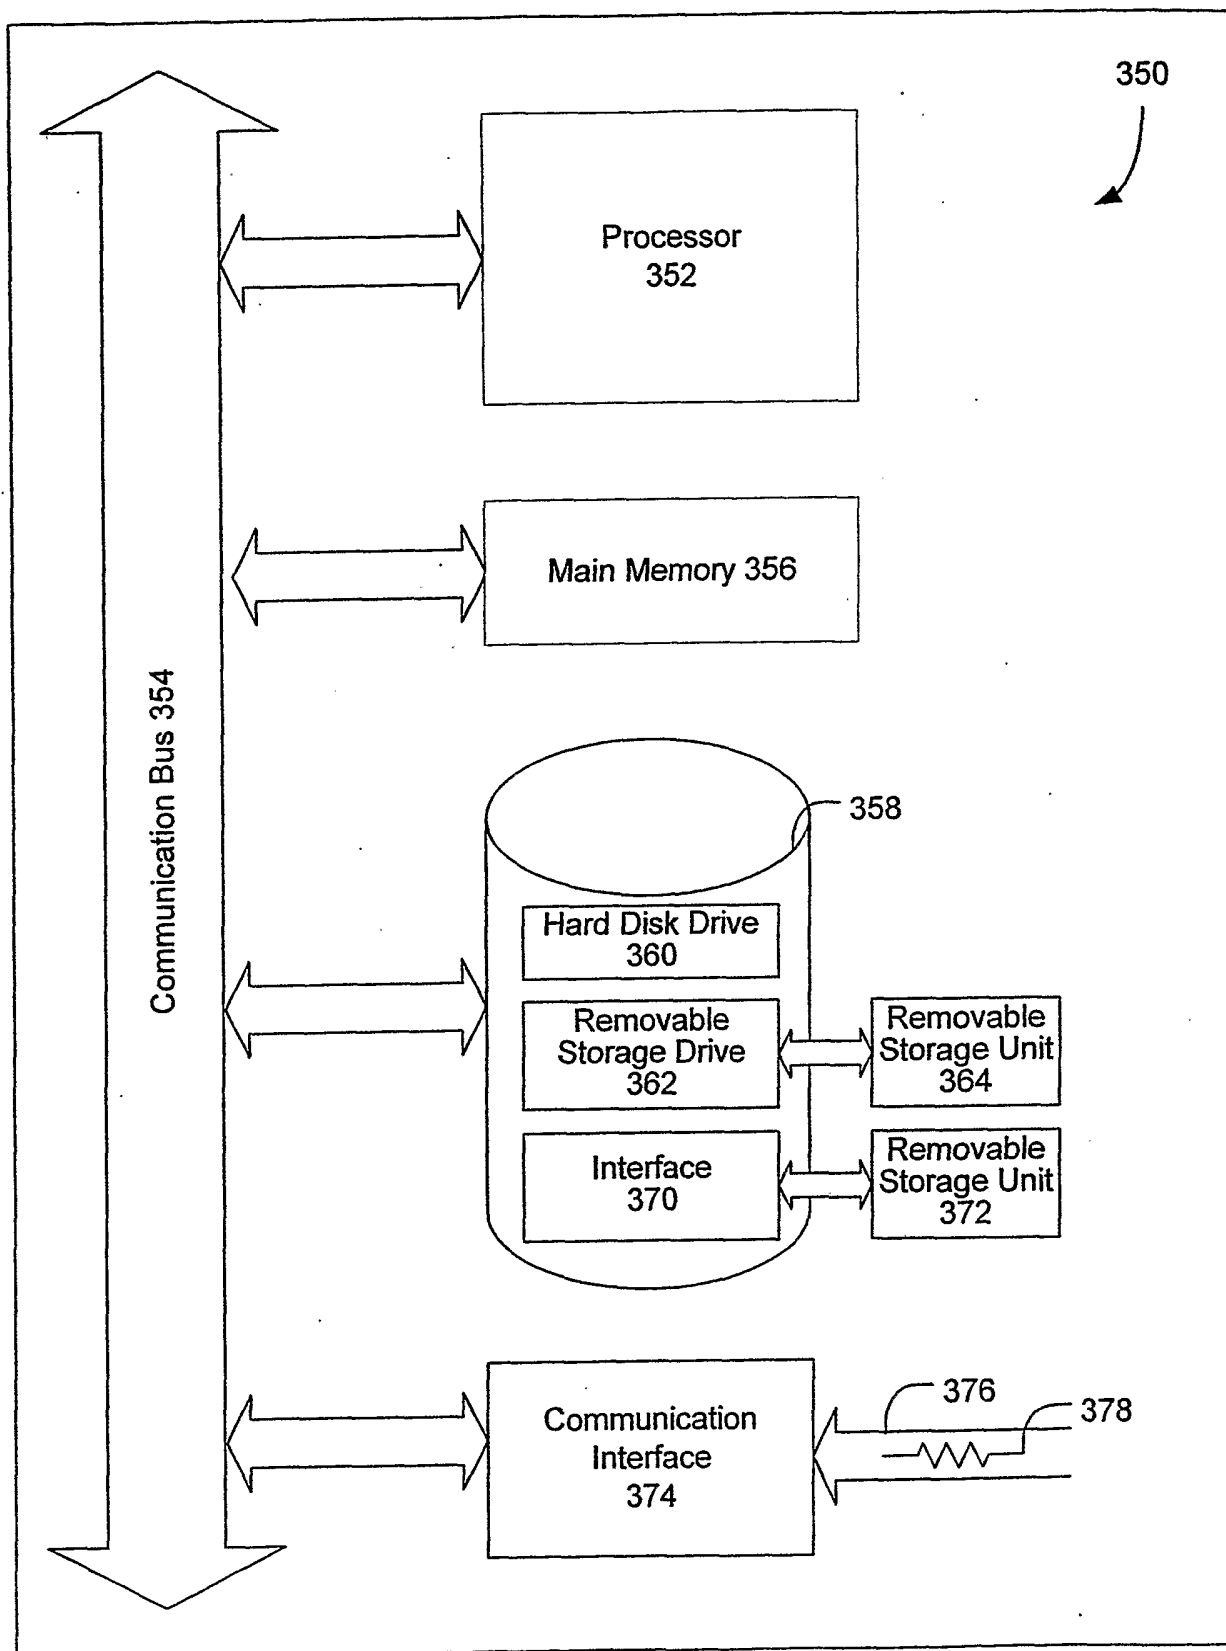 350
Processor
352
Main Memory 356
Communication Bus 354
358
Hard Disk Drive
360
Removable
Storage Drive
362
Removable
Storage Unit
364
Interface
370
Removable
Storage Unit
372
Communication
Interface
374
376
378